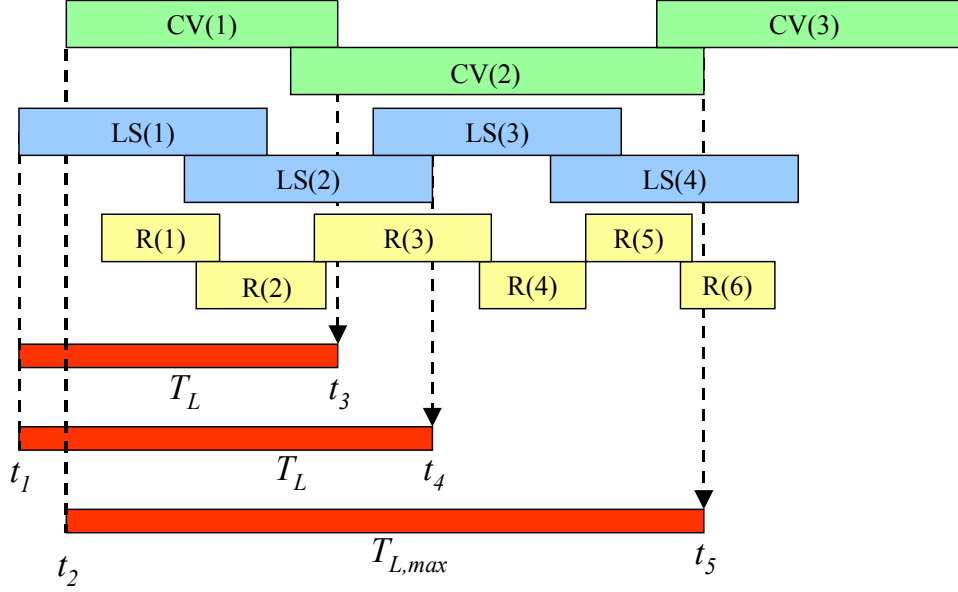 CV(1)
CV(3)
CV(2)
LS(1)
LS(3)
LS(2)
LS(4)
R(1)
R(3)
R(5)
R(2)
R(4)
R(6)
T_L
t_3
t_1
T_L
t_4
t_2
T_{L,max}
t_5